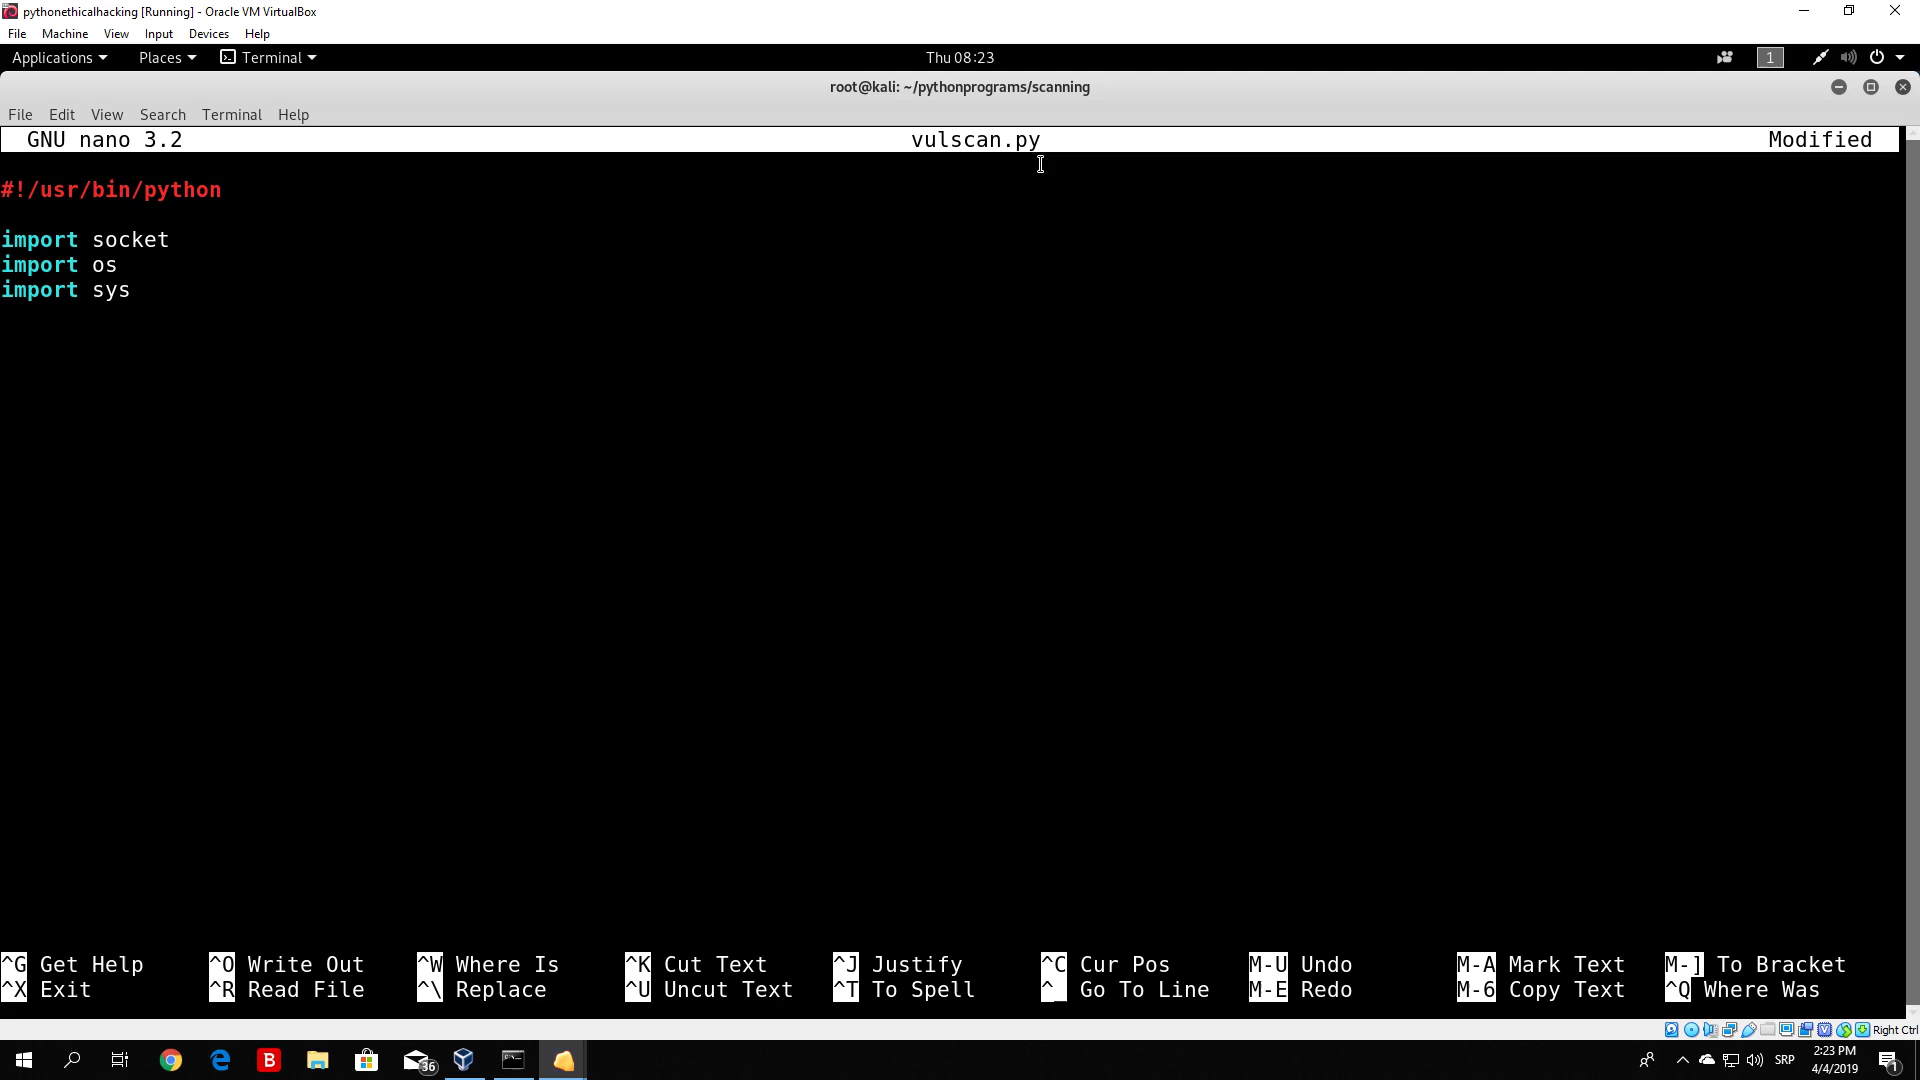 pythonethicalhacking [Running] - Oracle VM VirtualBox
File Machine View Input Devices Help
Applications Places Terminal Thu 08:23 1
root@kali: ~/pythonprograms/scanning
File Edit View Search Terminal Help
GNU nano 3.2 vulscan.py Modified
#!/usr/bin/python
import socket
import os
import sys
^G Get Help ^O Write Out ^W Where Is ^K Cut Text ^J Justify ^C Cur Pos M-U Undo M-A Mark Text M-] To Bracket
^X Exit ^R Read File ^\ Replace ^U Uncut Text ^T To Spell ^_ Go To Line M-E Redo M-6 Copy Text ^Q Where Was
Right Ctrl
B 36 SRP 2:23 PM 1
4/4/2019